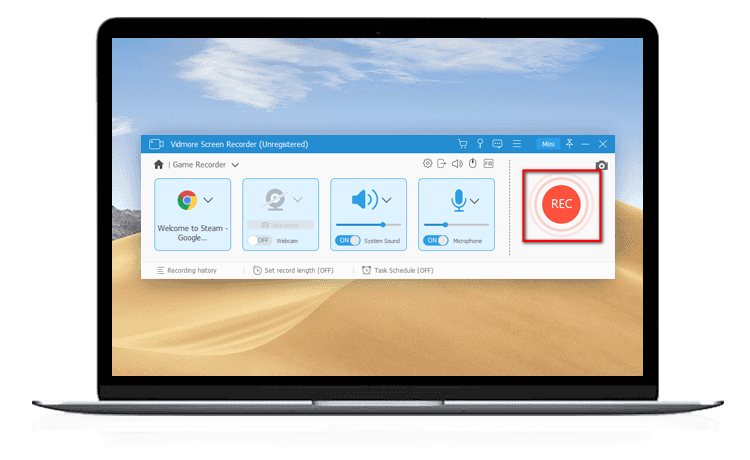 Vidmore Screen Recorder (Unregistered)
Mini
Game Recorder
F8
REC
Welcome to Steam -
Google...
Take photo
OFF Webcam
ON System Sound
ON Microphone
Recording history
Set record length (OFF)
Task Schedule (OFF)